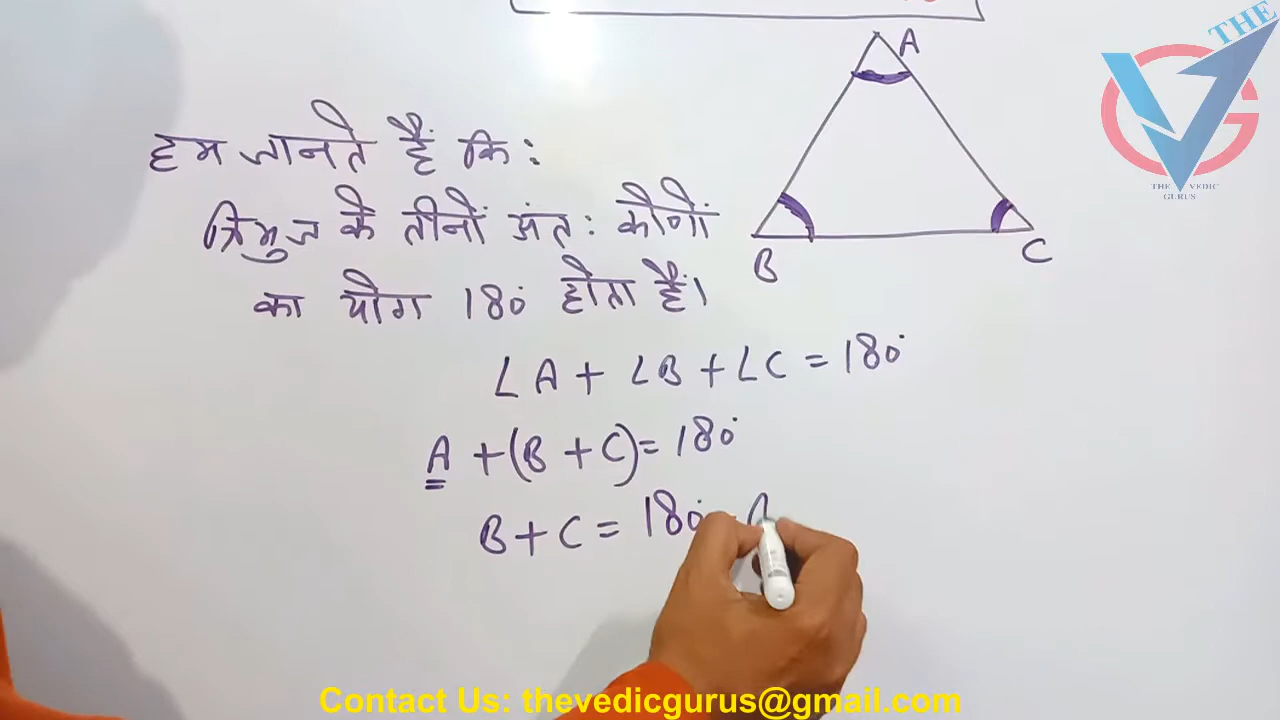 हम जानते हैं कि:
त्रिभुज के तीनों अंत: कोणों
का योग 180° होता हैं।
∠A + ∠B + ∠C = 180°
A + (B + C) = 180°
B + C = 180° - A
A
B
C
THE
THE VEDIC
GURUS
Contact Us: thevedicgurus@gmail.com